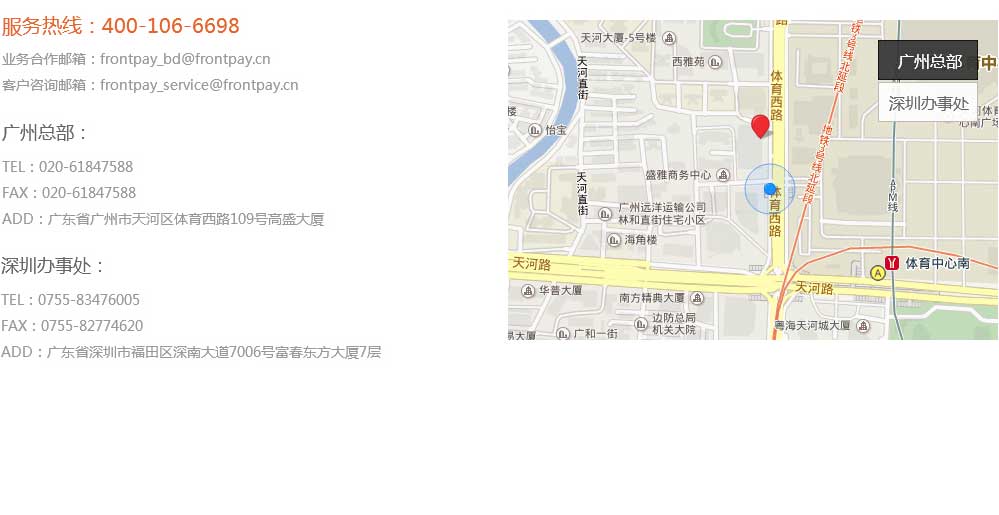 服务热线：400-106-6698
业务合作邮箱：frontpay_bd@frontpay.cn
客户咨询邮箱：frontpay_service@frontpay.cn
广州总部：
TEL : 020-61847588
FAX : 020-61847588
ADD：广东省广州市天河区体育西路109号高盛大厦
深圳办事处：
TEL : 0755-83476005
FAX : 0755-82774620
ADD：广东省深圳市福田区深南大道7006号富春东方大厦7层
广州总部
深圳办事处
天河大厦-5号楼
西雅苑
天河直街
体育西路
地铁3号线北延段
怡宝
盛雅商务中心
天河直街
体育西路
广州远洋运输公司
林和直街住宅小区
海角楼
APM线
天河路
体育中心南
A
华普大厦
天河路
南方精典大厦
边防总局
机关大院
广和一街
粤海天河城大厦